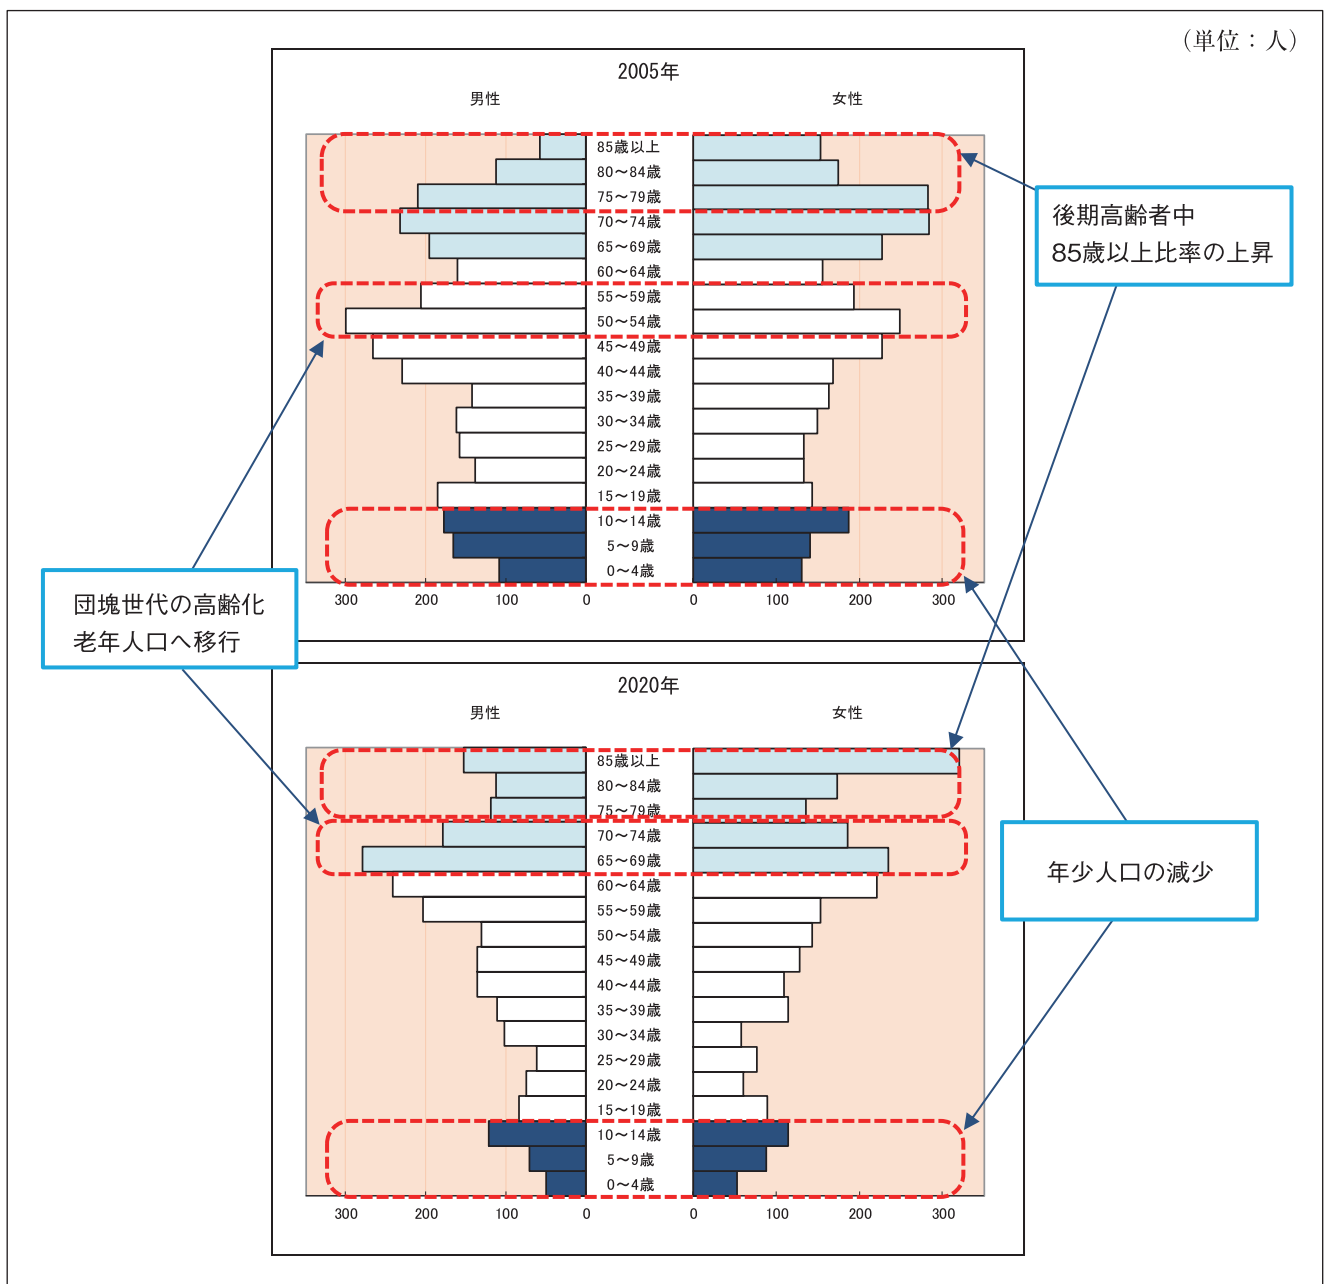 （単位：人）
2005年
男性
女性
85歳以上
80～84歳
75～79歳
70～74歳
65～69歳
60～64歳
55～59歳
50～54歳
45～49歳
40～44歳
35～39歳
30～34歳
25～29歳
20～24歳
15～19歳
10～14歳
5～9歳
0～4歳
300 200 100 0 0 100 200 300
後期高齢者中
85歳以上比率の上昇
団塊世代の高齢化
老年人口へ移行
2020年
男性
女性
85歳以上
80～84歳
75～79歳
70～74歳
65～69歳
60～64歳
55～59歳
50～54歳
45～49歳
40～44歳
35～39歳
30～34歳
25～29歳
20～24歳
15～19歳
10～14歳
5～9歳
0～4歳
300 200 100 0 0 100 200 300
年少人口の減少